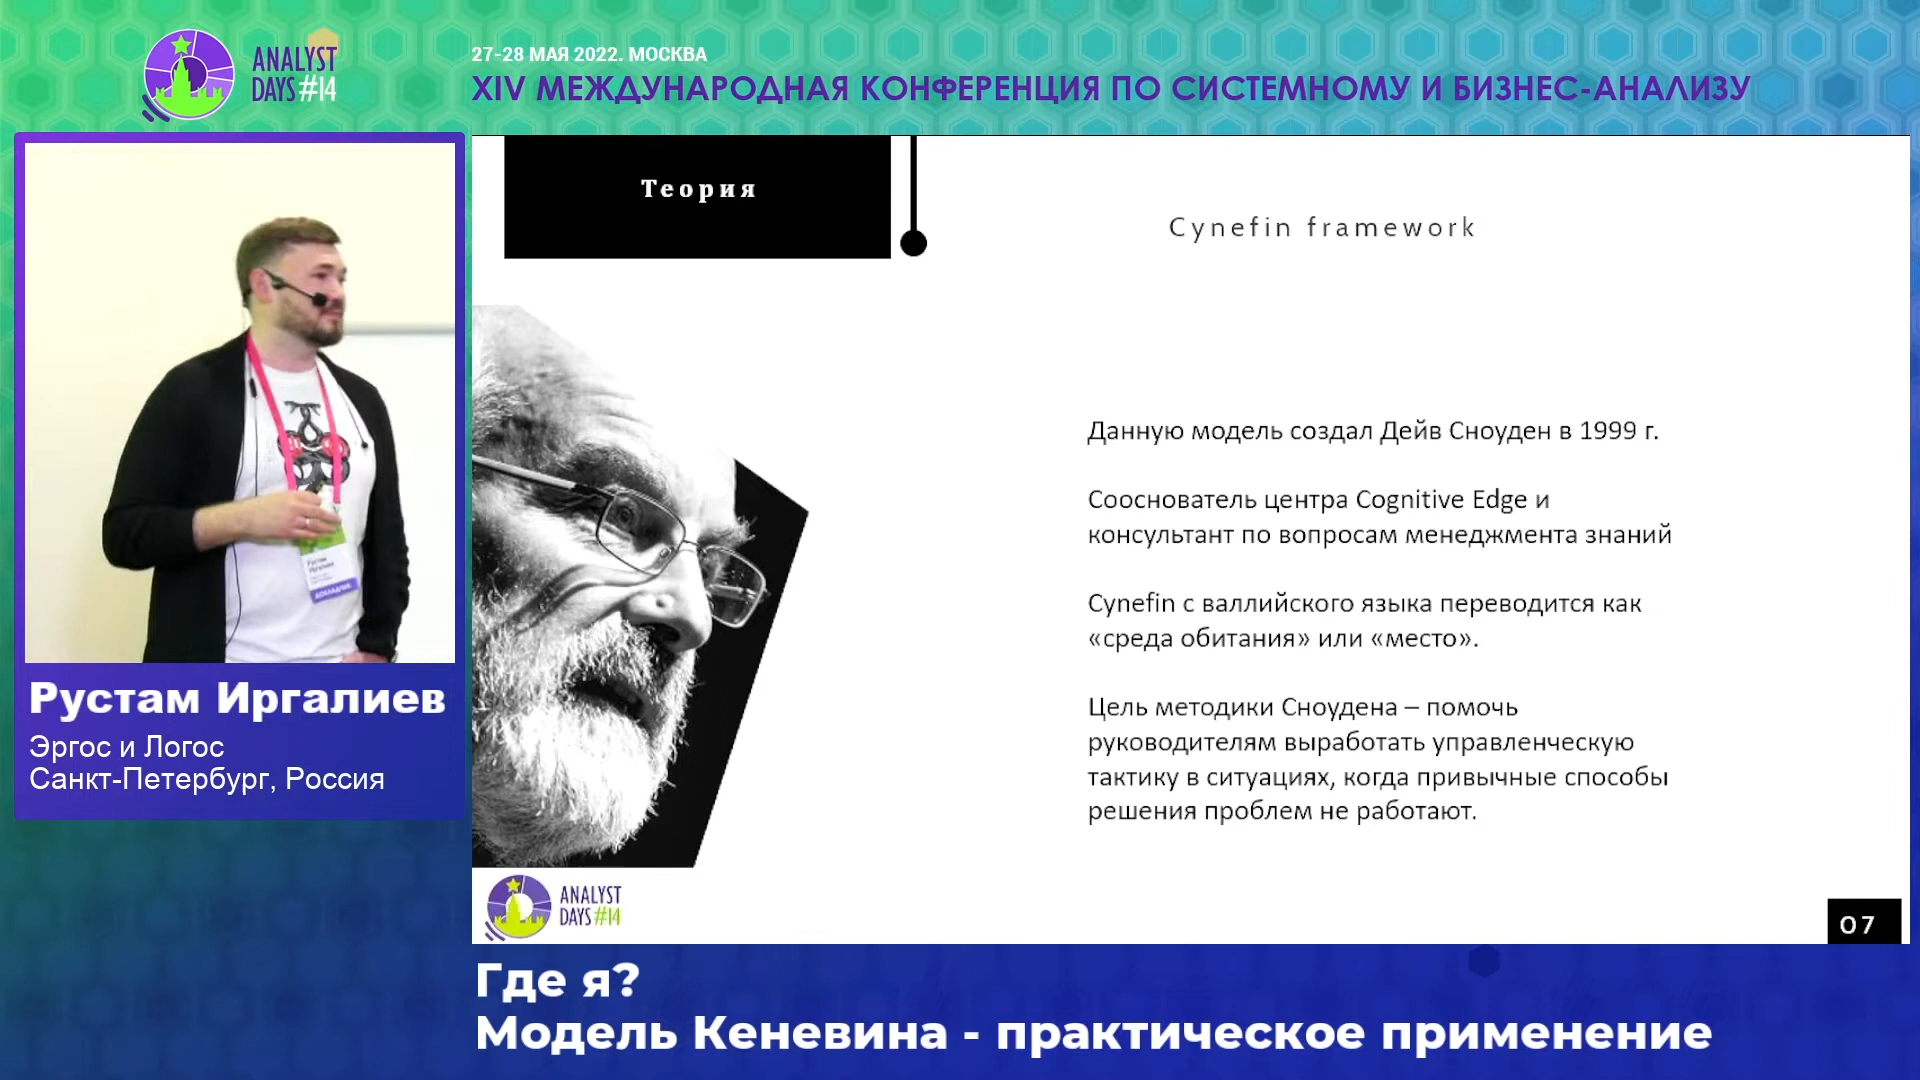 ANALYST
DAYS#14
27-28 МАЯ 2022. МОСКВА
XIV МЕЖДУНАРОДНАЯ КОНФЕРЕНЦИЯ ПО СИСТЕМНОМУ И БИЗНЕС-АНАЛИЗУ
Теория
Cynefin framework
Данную модель создал Дейв Сноуден в 1999 г.
Сооснователь центра Cognitive Edge и
консультант по вопросам менеджмента знаний
Cynefin с валлийского языка переводится как
«среда обитания» или «место».
Цель методики Сноудена – помочь
руководителям выработать управленческую
тактику в ситуациях, когда привычные способы
решения проблем не работают.
ANALYST
DAYS#14
07
Рустам
Иргалиев
ДОКЛАДЧИК
Рустам Иргалиев
Эргос и Логос
Санкт-Петербург, Россия
Где я?
Модель Кеневина - практическое применение